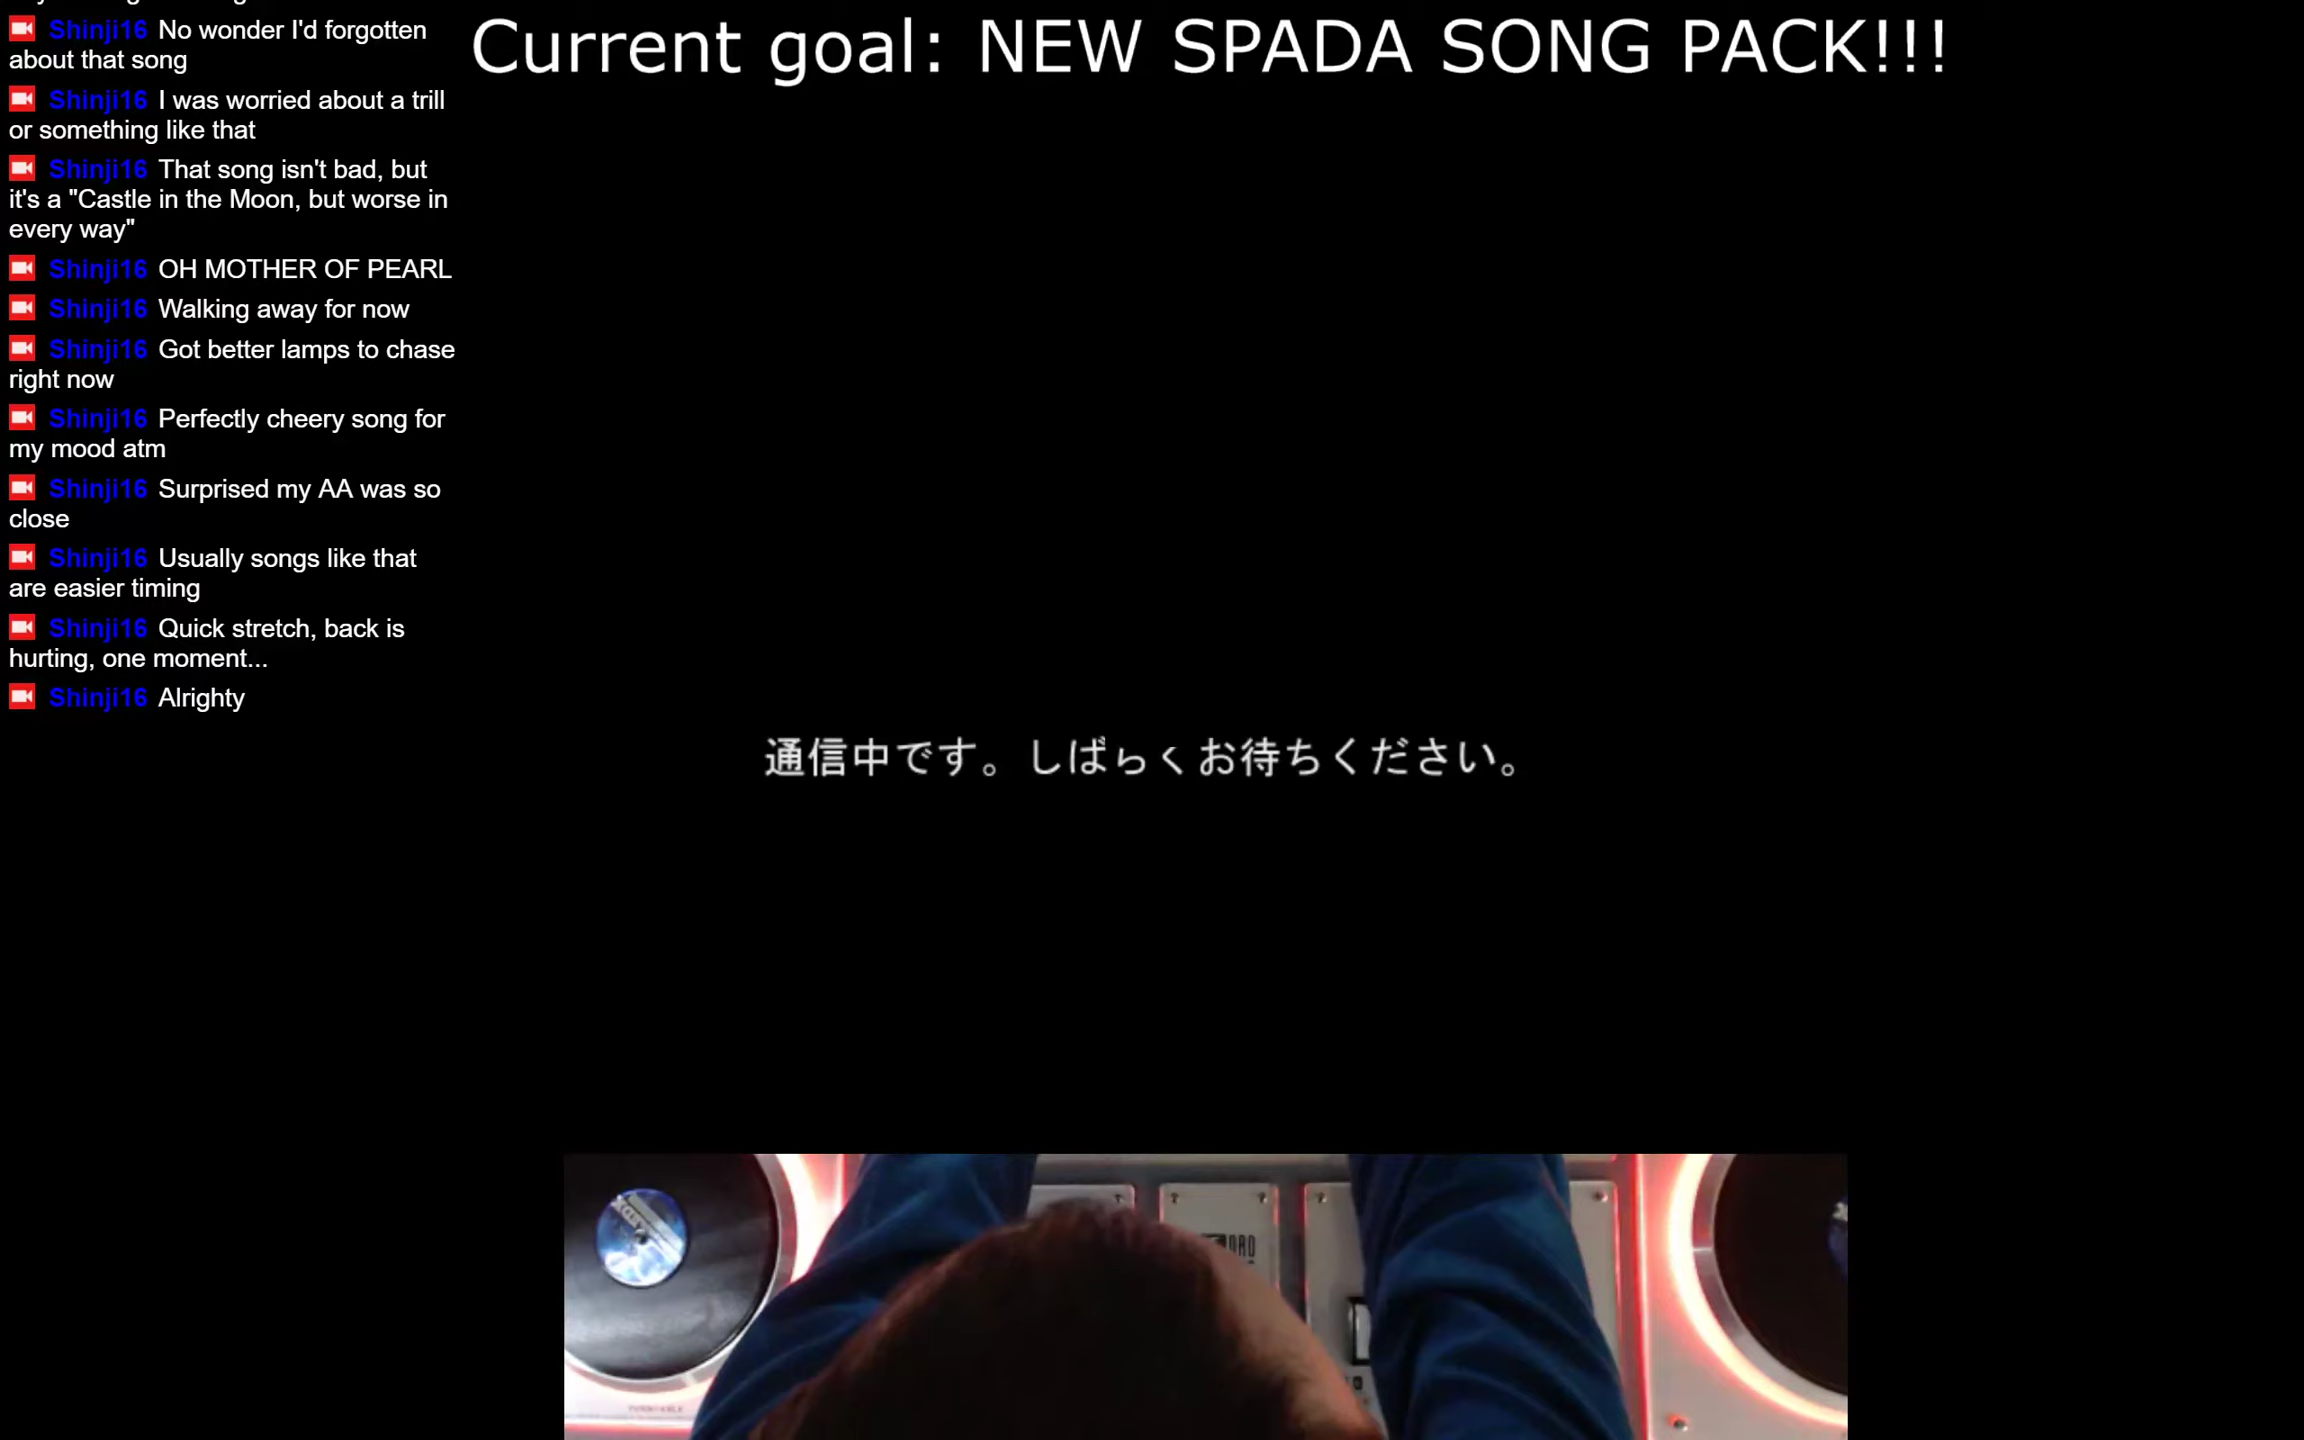 Current goal: NEW SPADA SONG PACK!!!
Shinji16 No wonder I'd forgotten
about that song
Shinji16 I was worried about a trill
or something like that
Shinji16 That song isn't bad, but
it's a "Castle in the Moon, but worse in
every way"
Shinji16 OH MOTHER OF PEARL
Shinji16 Walking away for now
Shinji16 Got better lamps to chase
right now
Shinji16 Perfectly cheery song for
my mood atm
Shinji16 Surprised my AA was so
close
Shinji16 Usually songs like that
are easier timing
Shinji16 Quick stretch, back is
hurting, one moment...
Shinji16 Alrighty
通信中です。しばらくお待ちください。